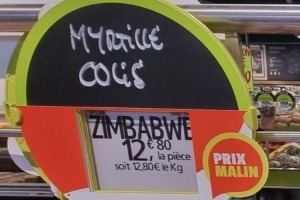 MYRTILLE
COLIS
ZIMBABWE
12,€80
la pièce
soit 12,80€ le Kg
PRIX
MALIN